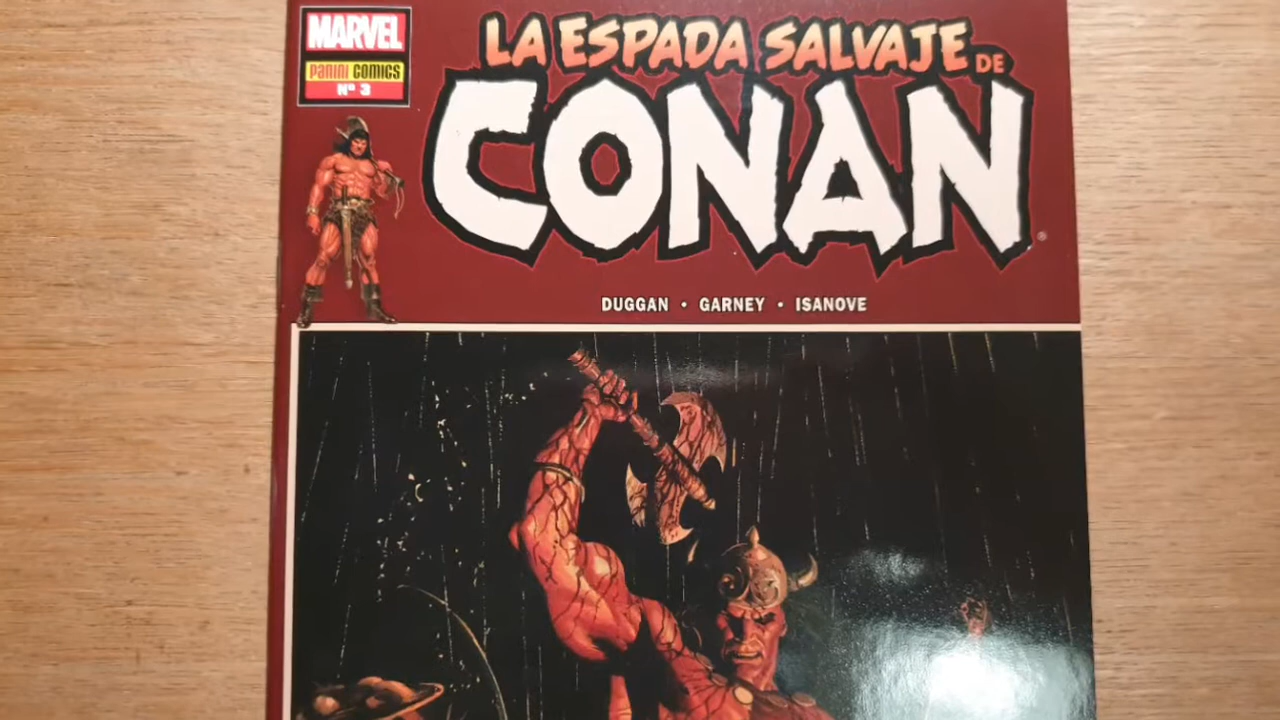 MARVEL
PANINI COMICS
Nº 3
LA ESPADA SALVAJE DE
CONAN
DUGGAN • GARNEY • ISANOVE